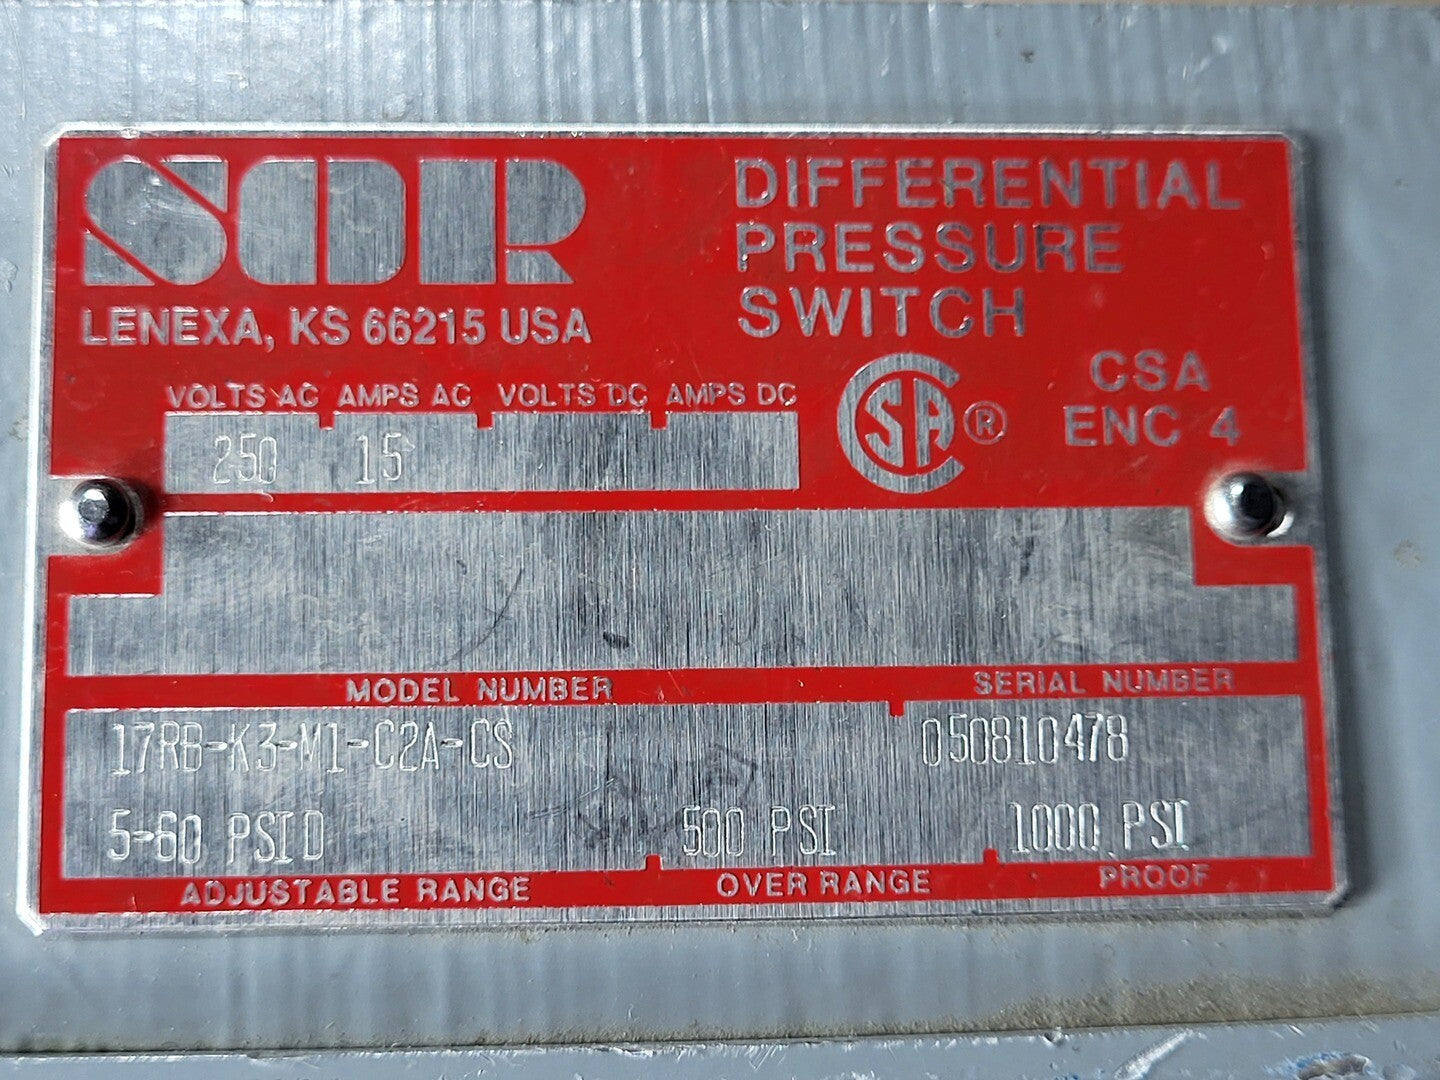 SOR
LENEXA, KS 66215 USA
DIFFERENTIAL
PRESSURE
SWITCH
VOLTS AC AMPS AC VOLTS DC AMPS DC
250 15
CSA ®
CSA
ENC 4
MODEL NUMBER SERIAL NUMBER
17RB-K3-M1-C2A-CS 050810478
5-60 PSID 500 PSI 1000 PSI
ADJUSTABLE RANGE OVER RANGE PROOF